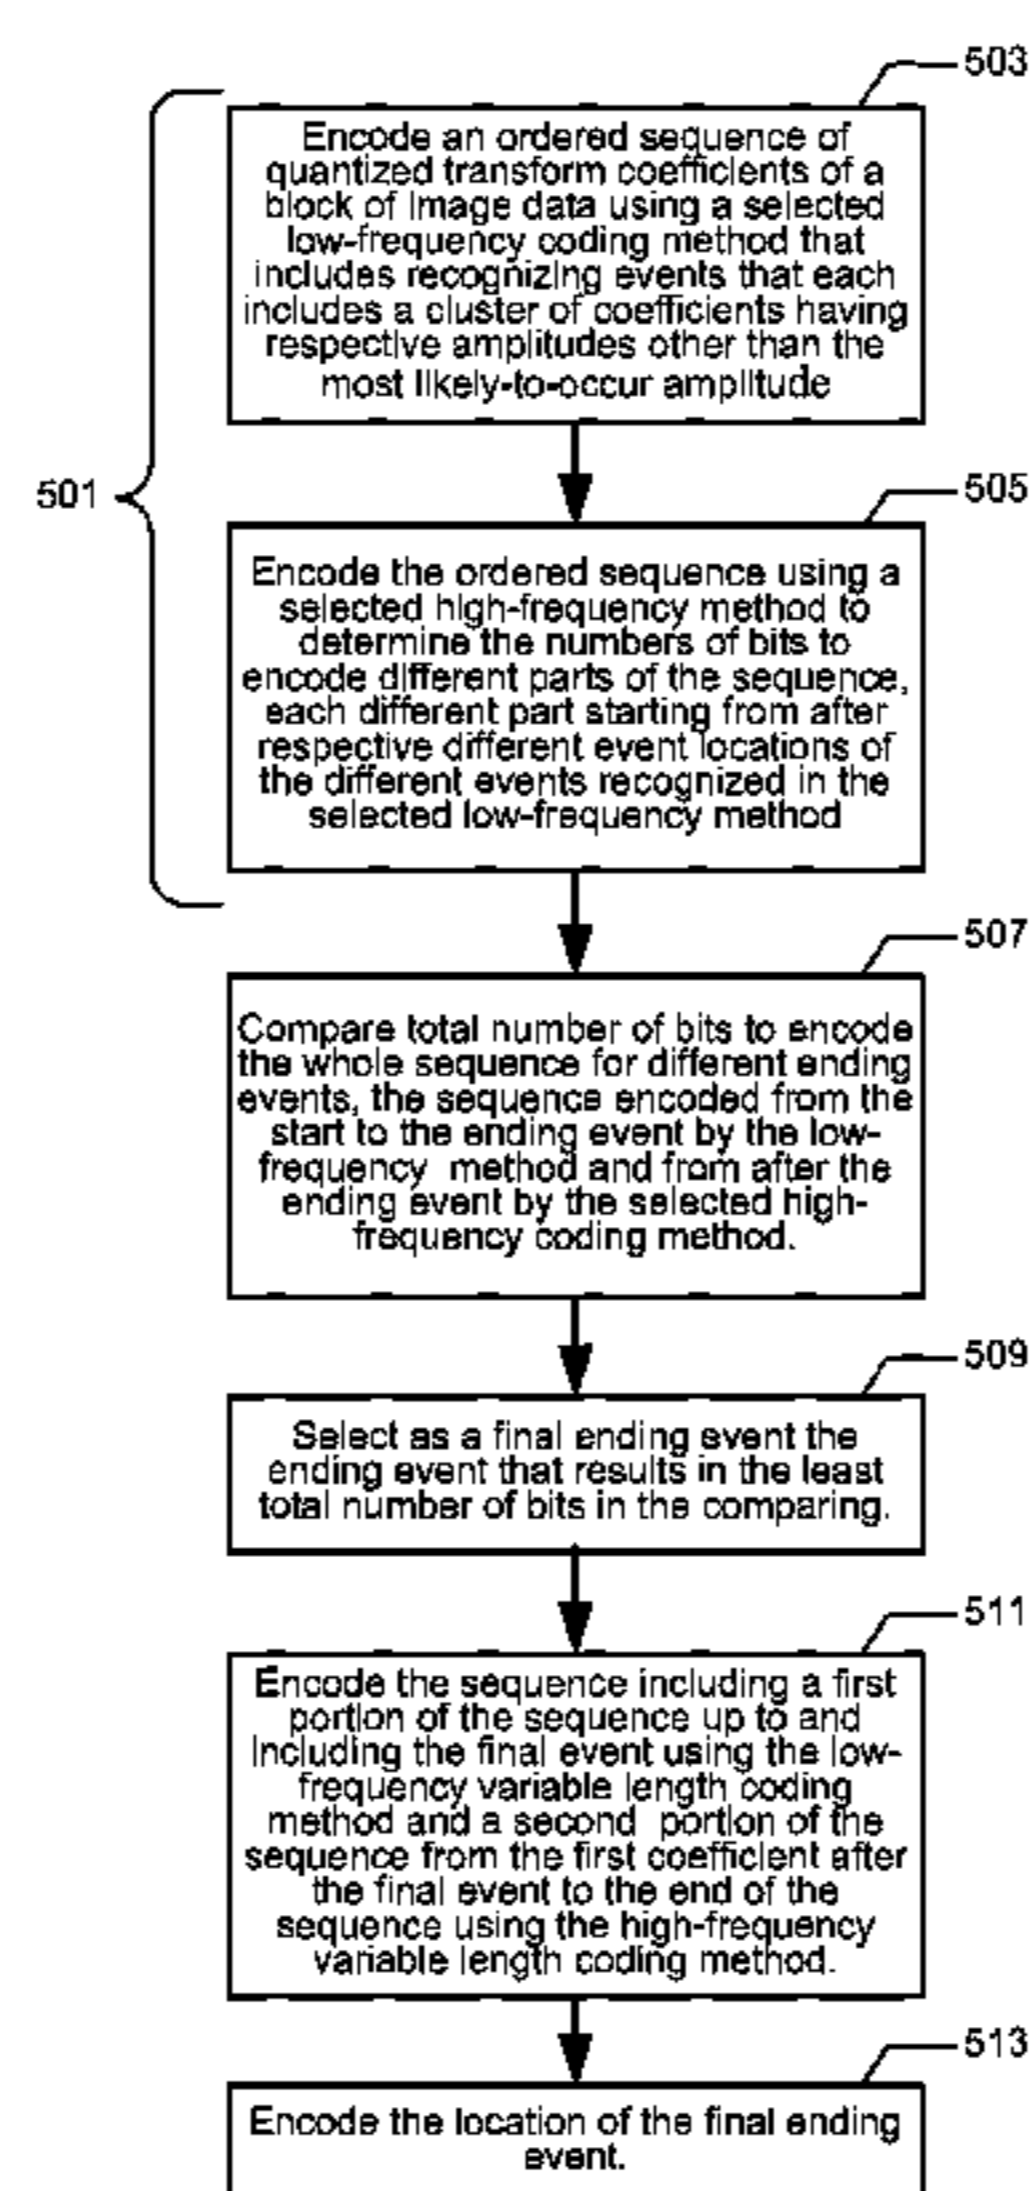 503
Encode an ordered sequence of
quantized transform coefficients of a
block of image data using a selected
low-frequency coding method that
includes recognizing events that each
includes a cluster of coefficients having
respective amplitudes other than the
most likely-to-occur amplitude
501
505
Encode the ordered sequence using a
selected high-frequency method to
determine the numbers of bits to
encode different parts of the sequence,
each different part starting from after
respective different event locations of
the different events recognized in the
selected low-frequency method
507
Compare total number of bits to encode
the whole sequence for different ending
events, the sequence encoded from the
start to the ending event by the low-
frequency method and from after the
ending event by the selected high-
frequency coding method.
509
Select as a final ending event the
ending event that results in the least
total number of bits in the comparing.
511
Encode the sequence including a first
portion of the sequence up to and
including the final event using the low-
frequency variable length coding
method and a second portion of the
sequence from the first coefficient after
the final event to the end of the
sequence using the high-frequency
variable length coding method.
513
Encode the location of the final ending
event.